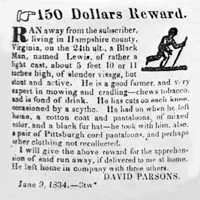 ☞150 Dollars Reward.
RAN away from the subscriber,
living in Hampshire county,
Virginia, on the 24th ult., a Black
Man, named Lewis, of rather a
light cast, about 5 feet 10 or 11
inches high, of slender visage, but
stout and active. He is a good farmer, and very
expert in mowing and cradling—chews tobacco,
and is fond of drink. He has cuts on each knee,
occasioned by a scythe. He had on when he left
home, a cotton coat and pantaloons, of mixed
color, and a black fur hat—he took with him, also,
a pair of Pittsburgh cord pantaloons, and perhaps
other clothing not recollected.
I will give the above reward for the apprehen-
sion of said run away, if delivered to me at home.
He left home in company with three others.
DAVID PARSONS.
June 9, 1834.—3w*